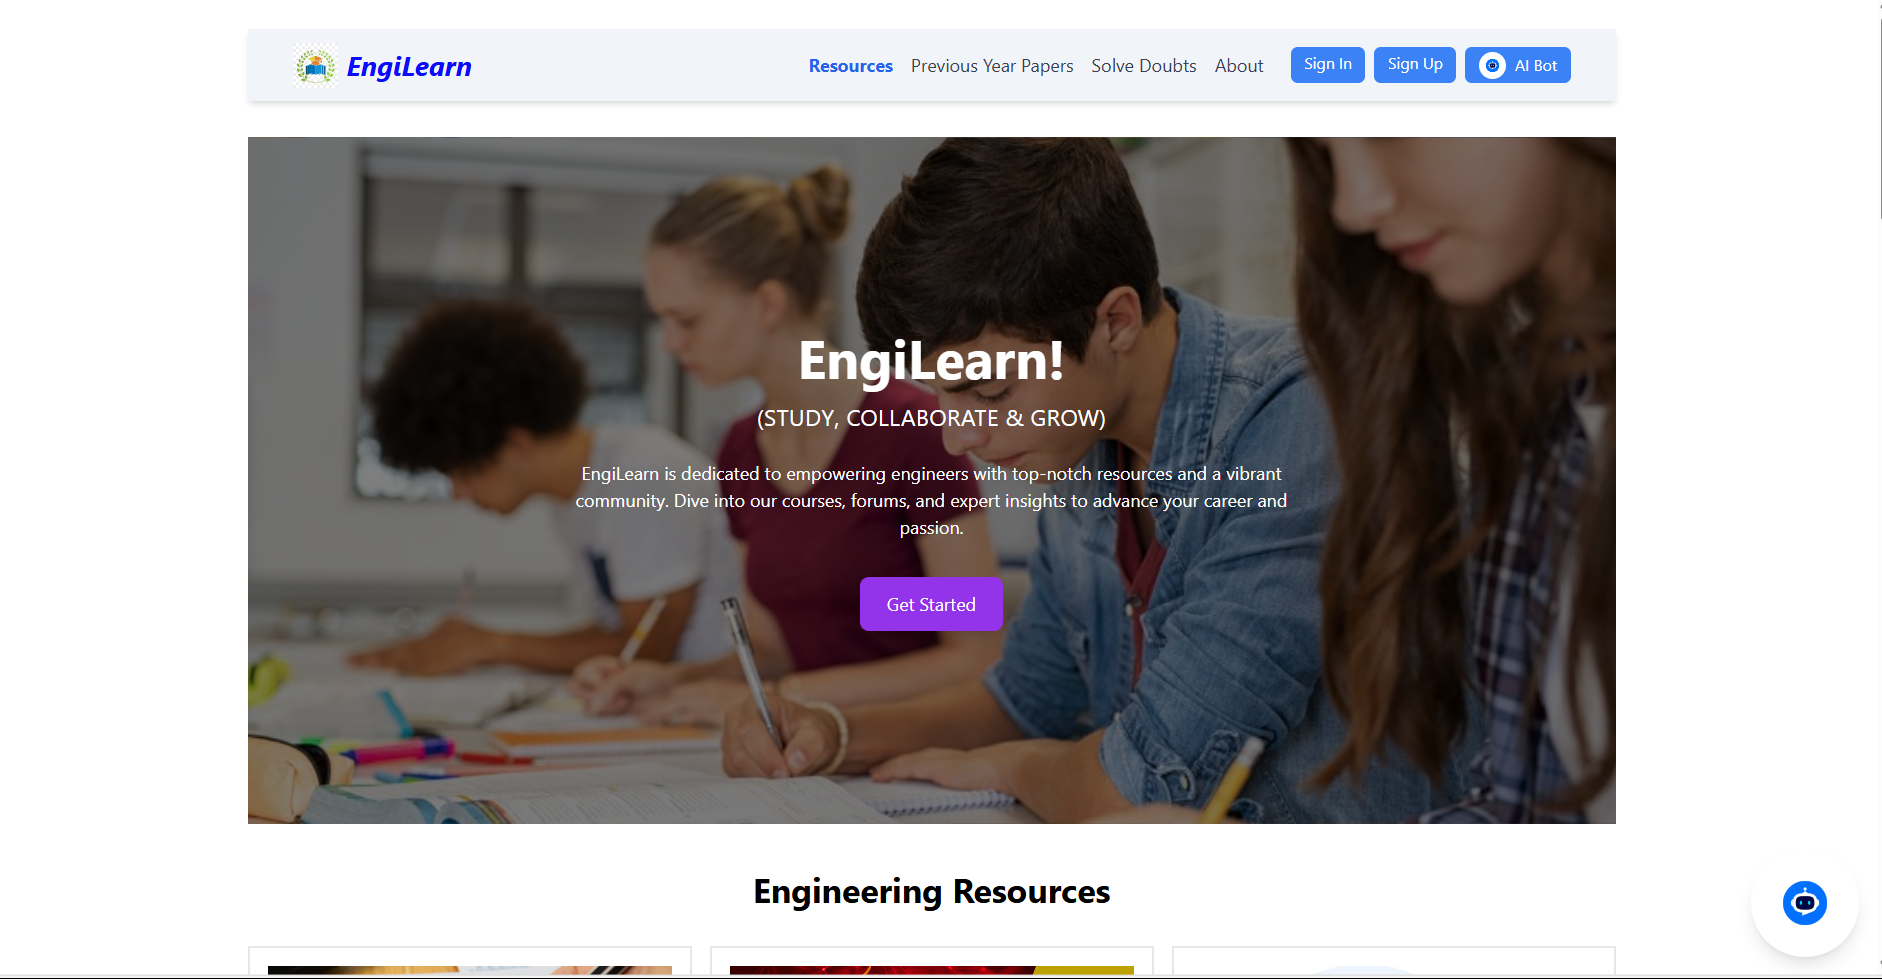 EngiLearn
Resources Previous Year Papers Solve Doubts About Sign In Sign Up AI Bot
EngiLearn!
(STUDY, COLLABORATE & GROW)
EngiLearn is dedicated to empowering engineers with top-notch resources and a vibrant
community. Dive into our courses, forums, and expert insights to advance your career and
passion.
Get Started
Engineering Resources